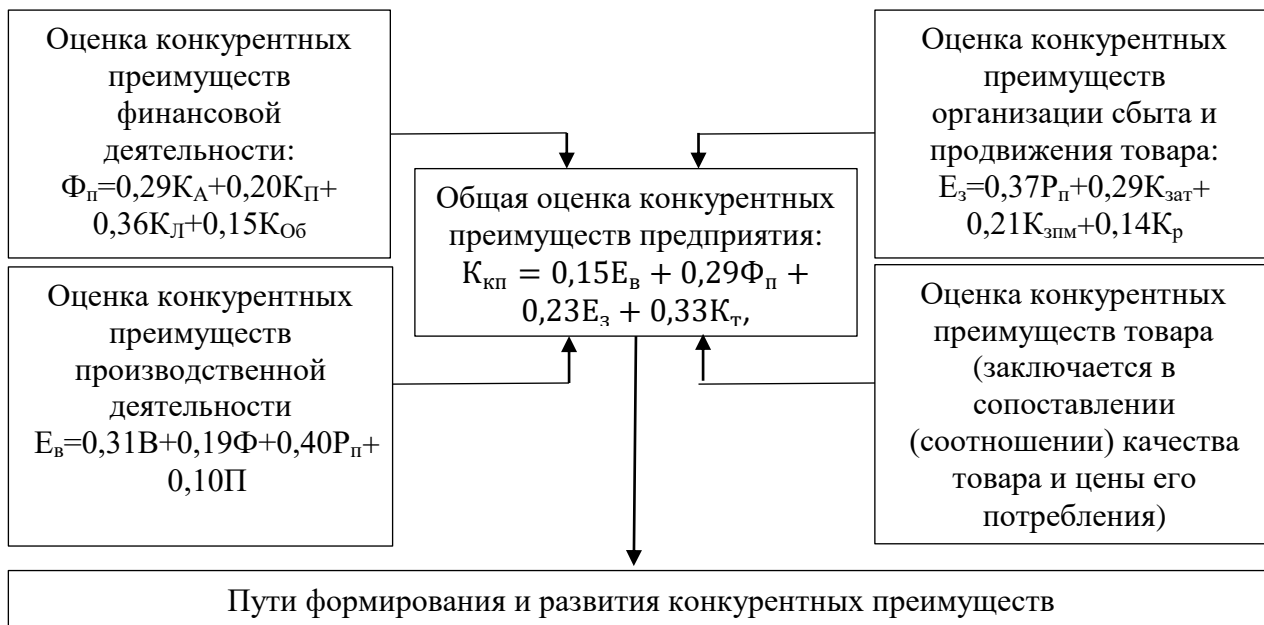 Оценка конкурентных
преимуществ
финансовой
деятельности:
Фп=0,29КА+0,20КП+
0,36КЛ+0,15КОб
Оценка конкурентных
преимуществ
организации сбыта и
продвижения товара:
Ез=0,37Рп+0,29Кзат+
0,21Кзпм+0,14Кр
Общая оценка конкурентных
преимуществ предприятия:
Ккп = 0,15Ев + 0,29Фп +
0,23Ез + 0,33Кт,
Оценка конкурентных
преимуществ
производственной
деятельности
Ев=0,31В+0,19Ф+0,40Рп+
0,10П
Оценка конкурентных
преимуществ товара
(заключается в
сопоставлении
(соотношении) качества
товара и цены его
потребления)
Пути формирования и развития конкурентных преимуществ